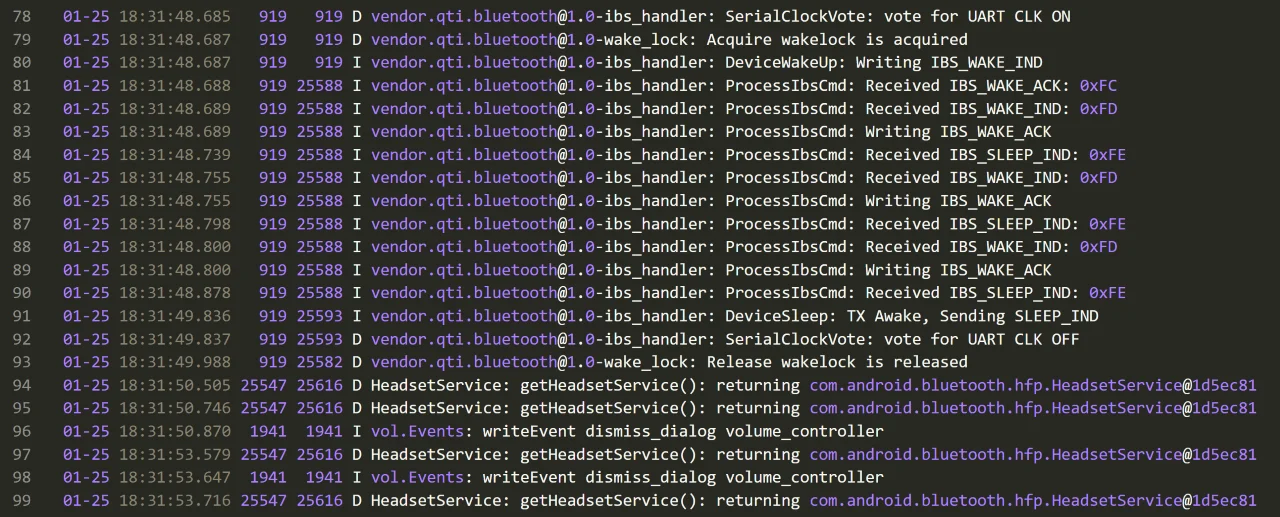 78 01-25 18:31:48.685 919 919 D vendor.qti.bluetooth@1.0-ibs_handler: SerialClockVote: vote for UART CLK ON
79 01-25 18:31:48.687 919 919 D vendor.qti.bluetooth@1.0-wake_lock: Acquire wakelock is acquired
80 01-25 18:31:48.687 919 919 I vendor.qti.bluetooth@1.0-ibs_handler: DeviceWakeUp: Writing IBS_WAKE_IND
81 01-25 18:31:48.688 919 25588 I vendor.qti.bluetooth@1.0-ibs_handler: ProcessIbsCmd: Received IBS_WAKE_ACK: 0xFC
82 01-25 18:31:48.689 919 25588 I vendor.qti.bluetooth@1.0-ibs_handler: ProcessIbsCmd: Received IBS_WAKE_IND: 0xFD
83 01-25 18:31:48.689 919 25588 I vendor.qti.bluetooth@1.0-ibs_handler: ProcessIbsCmd: Writing IBS_WAKE_ACK
84 01-25 18:31:48.739 919 25588 I vendor.qti.bluetooth@1.0-ibs_handler: ProcessIbsCmd: Received IBS_SLEEP_IND: 0xFE
85 01-25 18:31:48.755 919 25588 I vendor.qti.bluetooth@1.0-ibs_handler: ProcessIbsCmd: Received IBS_WAKE_IND: 0xFD
86 01-25 18:31:48.755 919 25588 I vendor.qti.bluetooth@1.0-ibs_handler: ProcessIbsCmd: Writing IBS_WAKE_ACK
87 01-25 18:31:48.798 919 25588 I vendor.qti.bluetooth@1.0-ibs_handler: ProcessIbsCmd: Received IBS_SLEEP_IND: 0xFE
88 01-25 18:31:48.800 919 25588 I vendor.qti.bluetooth@1.0-ibs_handler: ProcessIbsCmd: Received IBS_WAKE_IND: 0xFD
89 01-25 18:31:48.800 919 25588 I vendor.qti.bluetooth@1.0-ibs_handler: ProcessIbsCmd: Writing IBS_WAKE_ACK
90 01-25 18:31:48.878 919 25588 I vendor.qti.bluetooth@1.0-ibs_handler: ProcessIbsCmd: Received IBS_SLEEP_IND: 0xFE
91 01-25 18:31:49.836 919 25593 I vendor.qti.bluetooth@1.0-ibs_handler: DeviceSleep: TX Awake, Sending SLEEP_IND
92 01-25 18:31:49.837 919 25593 D vendor.qti.bluetooth@1.0-ibs_handler: SerialClockVote: vote for UART CLK OFF
93 01-25 18:31:49.988 919 25582 D vendor.qti.bluetooth@1.0-wake_lock: Release wakelock is released
94 01-25 18:31:50.505 25547 25616 D HeadsetService: getHeadsetService(): returning com.android.bluetooth.hfp.HeadsetService@1d5ec81
95 01-25 18:31:50.746 25547 25616 D HeadsetService: getHeadsetService(): returning com.android.bluetooth.hfp.HeadsetService@1d5ec81
96 01-25 18:31:50.870 1941 1941 I vol.Events: writeEvent dismiss_dialog volume_controller
97 01-25 18:31:53.579 25547 25616 D HeadsetService: getHeadsetService(): returning com.android.bluetooth.hfp.HeadsetService@1d5ec81
98 01-25 18:31:53.647 1941 1941 I vol.Events: writeEvent dismiss_dialog volume_controller
99 01-25 18:31:53.716 25547 25616 D HeadsetService: getHeadsetService(): returning com.android.bluetooth.hfp.HeadsetService@1d5ec81